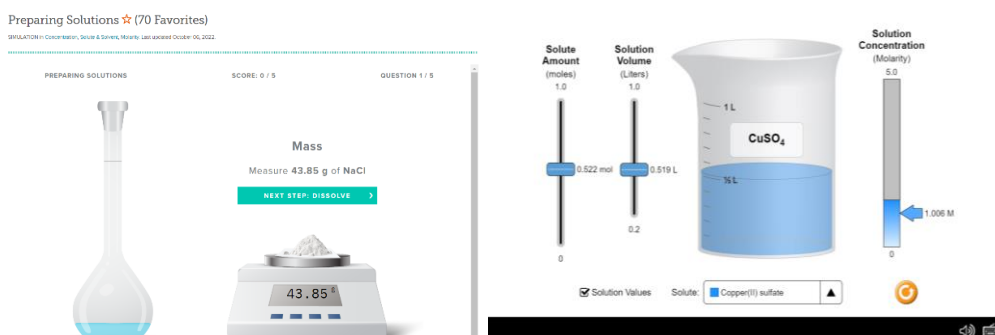 Preparing Solutions ☆ (70 Favorites)
SIMULATION in Concentration, Solute & Solvent, Molarity. Last updated October 06, 2022.
PREPARING SOLUTIONS SCORE: 0 / 5 QUESTION 1 / 5
Mass
Measure 43.85 g of NaCl
NEXT STEP: DISSOLVE
43.85 g
Solute
Amount
(moles)
1.0
0.522 mol
0
Solution
Volume
(Liters)
1.0
0.519 L
0.2
1 L
CuSO₄
½ L
Solution
Concentration
(Molarity)
5.0
1.006 M
0
Solution Values
Solute:
Copper(II) sulfate